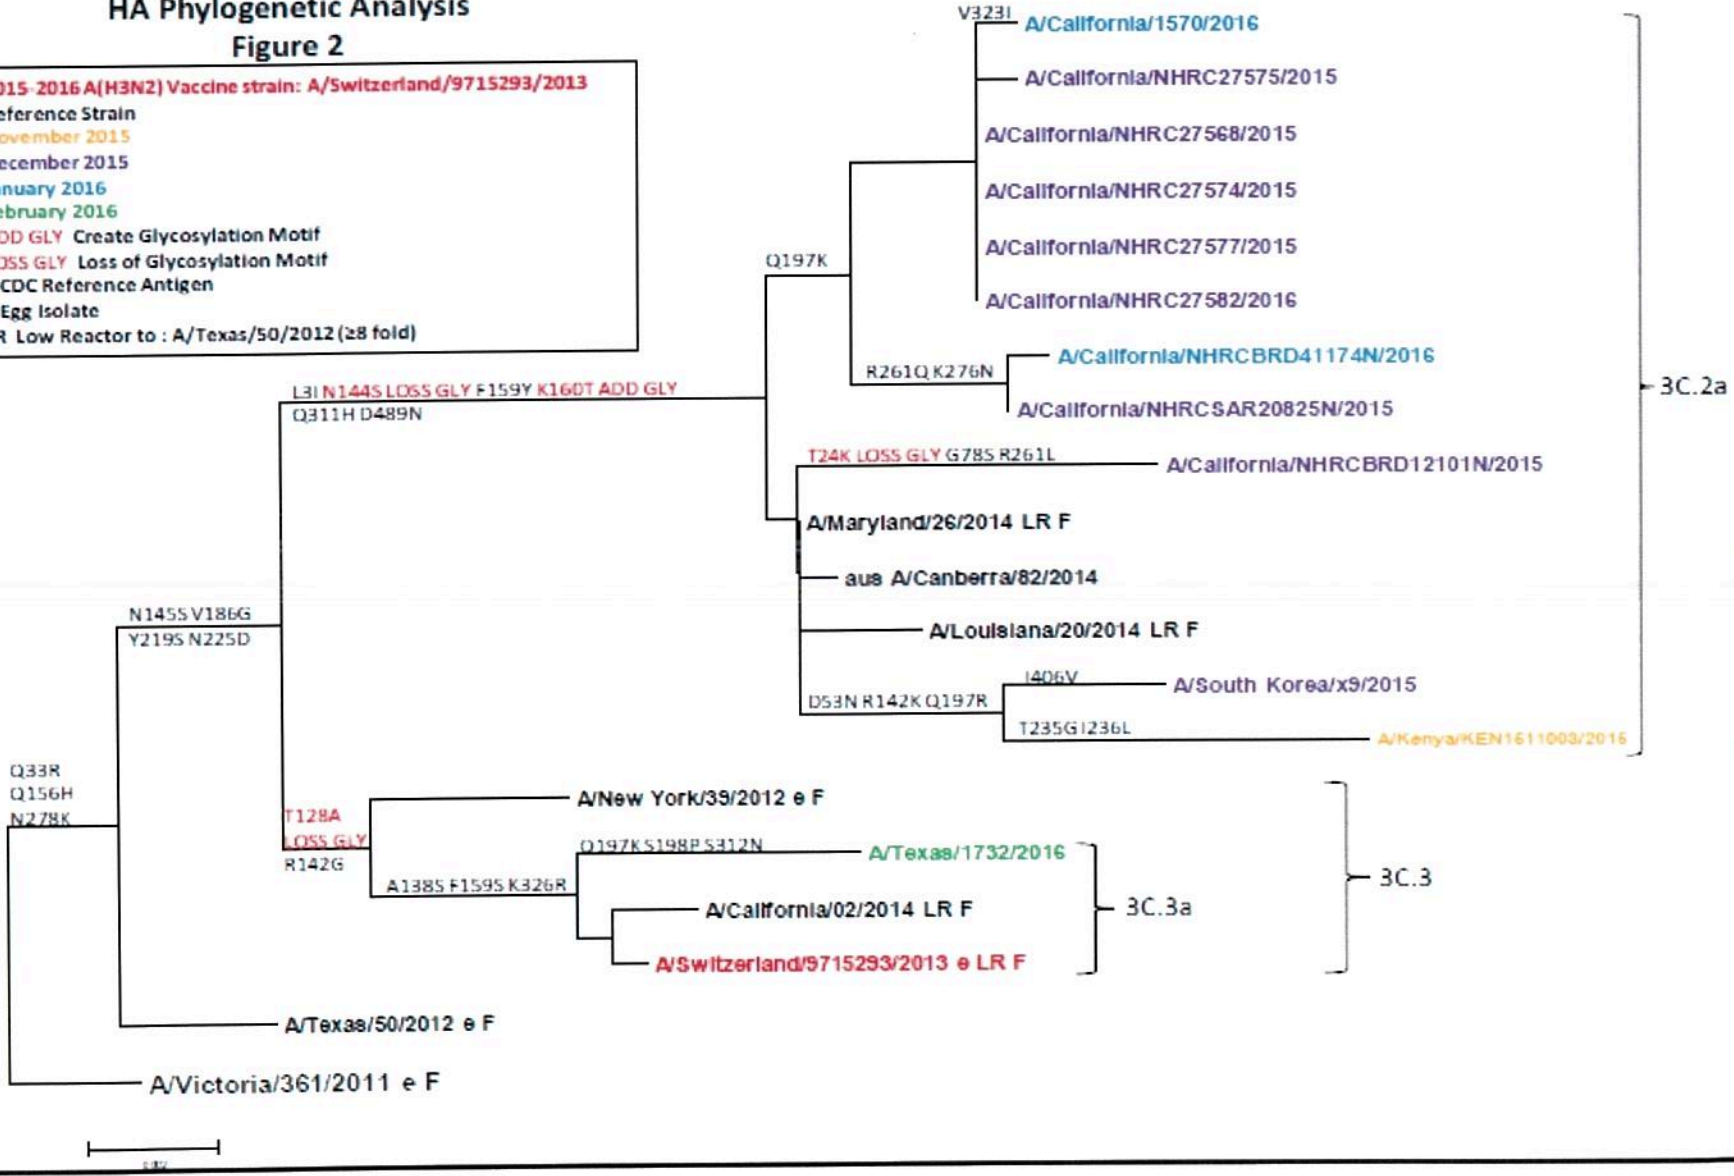 HA Phylogenetic Analysis
Figure 2
015-2016 A(H3N2) Vaccine strain: A/Switzerland/9715293/2013
eference Strain
ovember 2015
ecember 2015
nuary 2016
ebruary 2016
DD GLY Create Glycosylation Motif
OSS GLY Loss of Glycosylation Motif
CDC Reference Antigen
Egg Isolate
R Low Reactor to : A/Texas/50/2012 (≥8 fold)
V323I
A/California/1570/2016
A/California/NHRC27575/2015
A/California/NHRC27568/2015
A/California/NHRC27574/2015
A/California/NHRC27577/2015
A/California/NHRC27582/2016
Q197K
R261Q K276N
A/California/NHRCBRD41174N/2016
A/California/NHRCSAR20825N/2015
3C.2a
L3I N144S LOSS GLY F159Y K160T ADD GLY
Q311H D489N
T24K LOSS GLY G78S R261L
A/California/NHRCBRD12101N/2015
A/Maryland/26/2014 LR F
aus A/Canberra/82/2014
A/Louisiana/20/2014 LR F
N145S V186G
Y219S N225D
I406V
A/South Korea/x9/2015
D53N R142K Q197R
T235G I236L
A/Kenya/KEN1611003/2015
Q33R
Q156H
N278K
A/New York/39/2012 e F
T128A
LOSS GLY
R142G
Q197K S198P S312N
A/Texas/1732/2016
A138S F159S K326R
A/California/02/2014 LR F
A/Switzerland/9715293/2013 e LR F
3C.3a
3C.3
A/Texas/50/2012 e F
A/Victoria/361/2011 e F